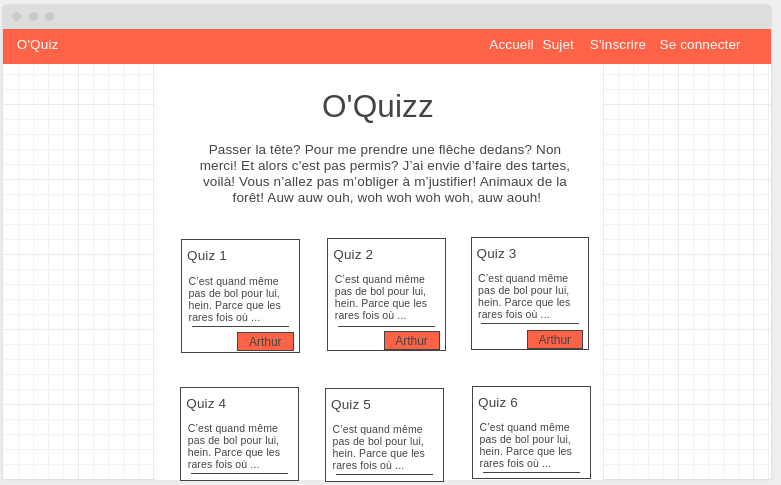 O'Quiz
Accueil Sujet S'inscrire Se connecter
O'Quizz
Passer la tête? Pour me prendre une flêche dedans? Non
merci! Et alors c'est pas permis? J'ai envie d'faire des tartes,
voilà! Vous n'allez pas m'obliger à m'justifier! Animaux de la
forêt! Auw auw ouh, woh woh woh woh, auw aouh!
Quiz 1
C'est quand même
pas de bol pour lui,
hein. Parce que les
rares fois où ...
Arthur
Quiz 2
C'est quand même
pas de bol pour lui,
hein. Parce que les
rares fois où ...
Arthur
Quiz 3
C'est quand même
pas de bol pour lui,
hein. Parce que les
rares fois où ...
Arthur
Quiz 4
C'est quand même
pas de bol pour lui,
hein. Parce que les
rares fois où ...
Quiz 5
C'est quand même
pas de bol pour lui,
hein. Parce que les
rares fois où ...
Quiz 6
C'est quand même
pas de bol pour lui,
hein. Parce que les
rares fois où ...